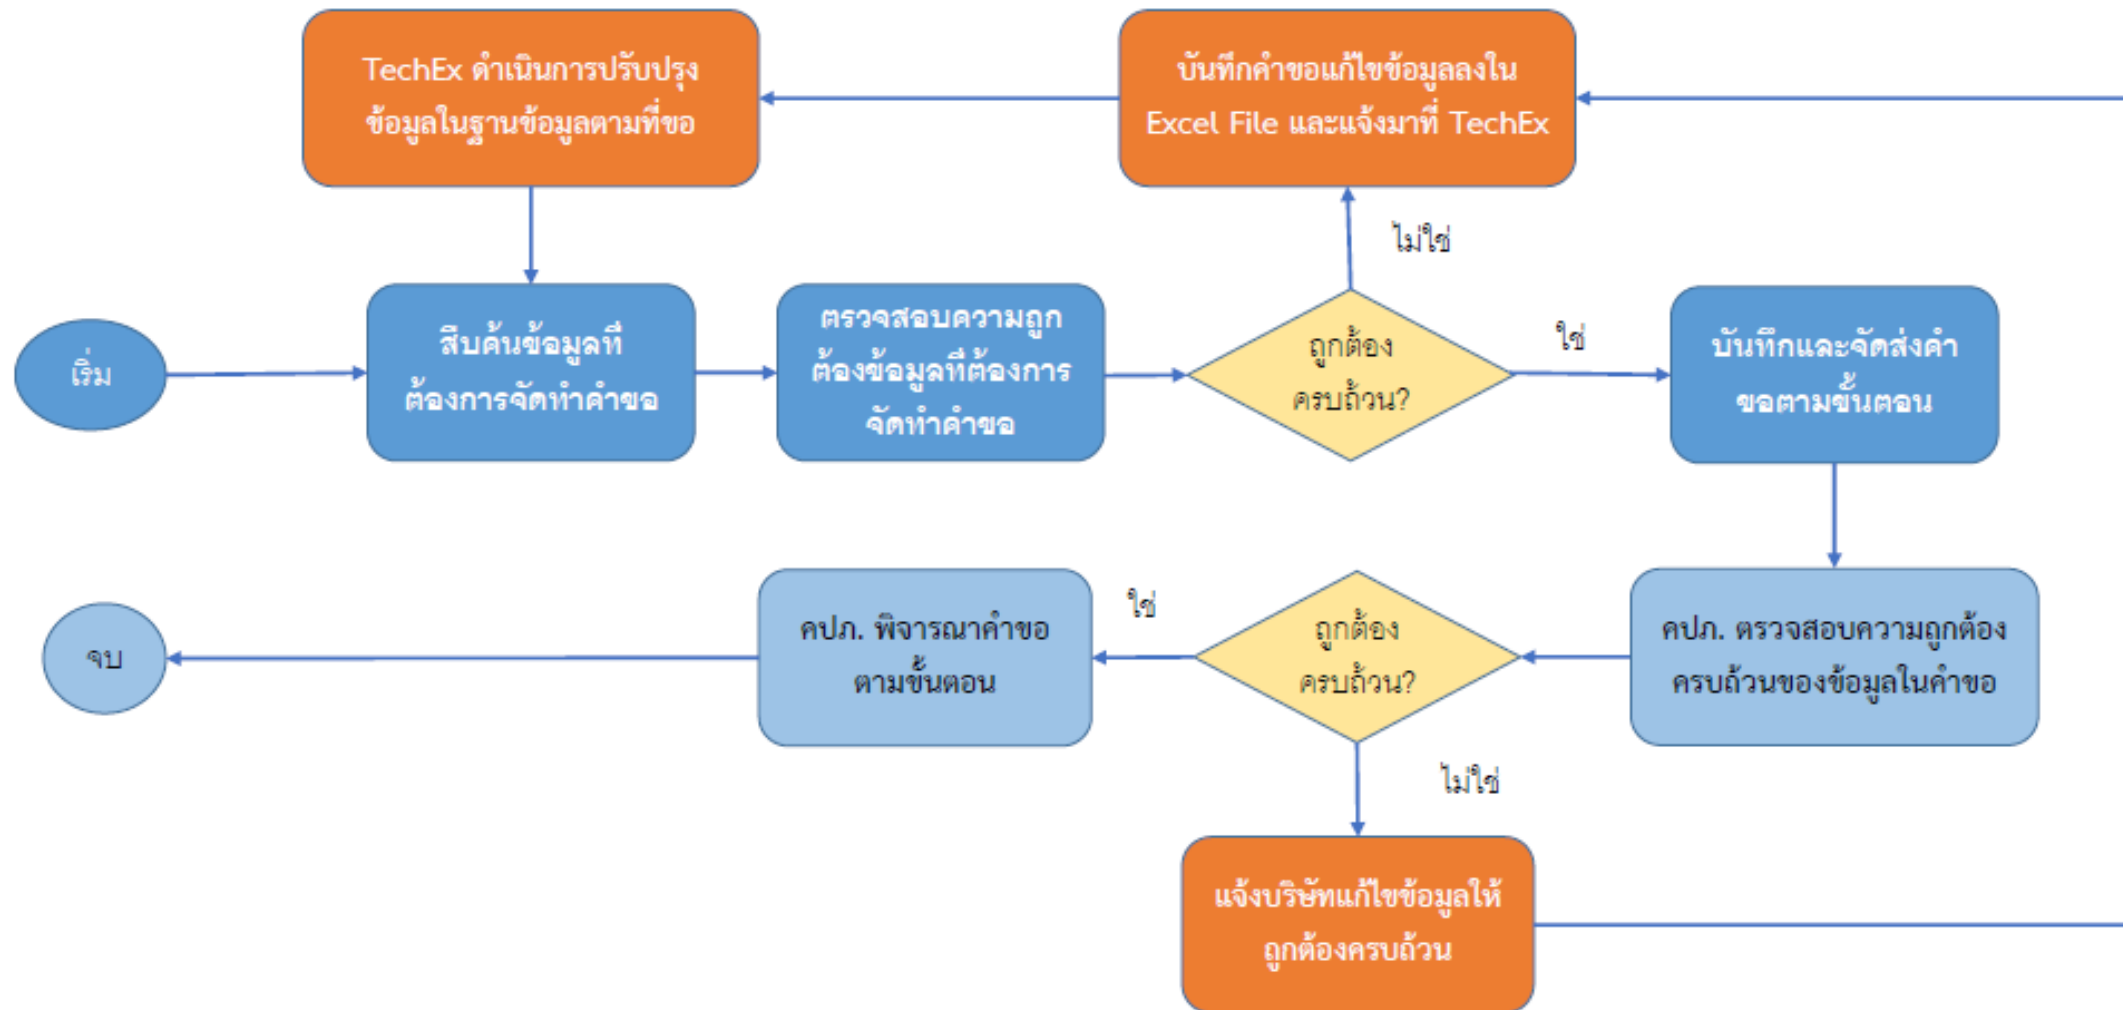 TechEx ดำเนินการปรับปรุง
ข้อมูลในฐานข้อมูลตามที่ขอ
บันทึกคำขอแก้ไขข้อมูลลงใน
Excel File และแจ้งมาที่ TechEx
ไม่ใช่
เริ่ม
สืบค้นข้อมูลที่
ต้องการจัดทำคำขอ
ตรวจสอบความถูก
ต้องข้อมูลที่ต้องการ
จัดทำคำขอ
ถูกต้อง
ครบถ้วน?
ใช่
บันทึกและจัดส่งคำ
ขอตามขั้นตอน
คปภ. ตรวจสอบความถูกต้อง
ครบถ้วนของข้อมูลในคำขอ
ถูกต้อง
ครบถ้วน?
ใช่
คปภ. พิจารณาคำขอ
ตามขั้นตอน
จบ
ไม่ใช่
แจ้งบริษัทแก้ไขข้อมูลให้
ถูกต้องครบถ้วน